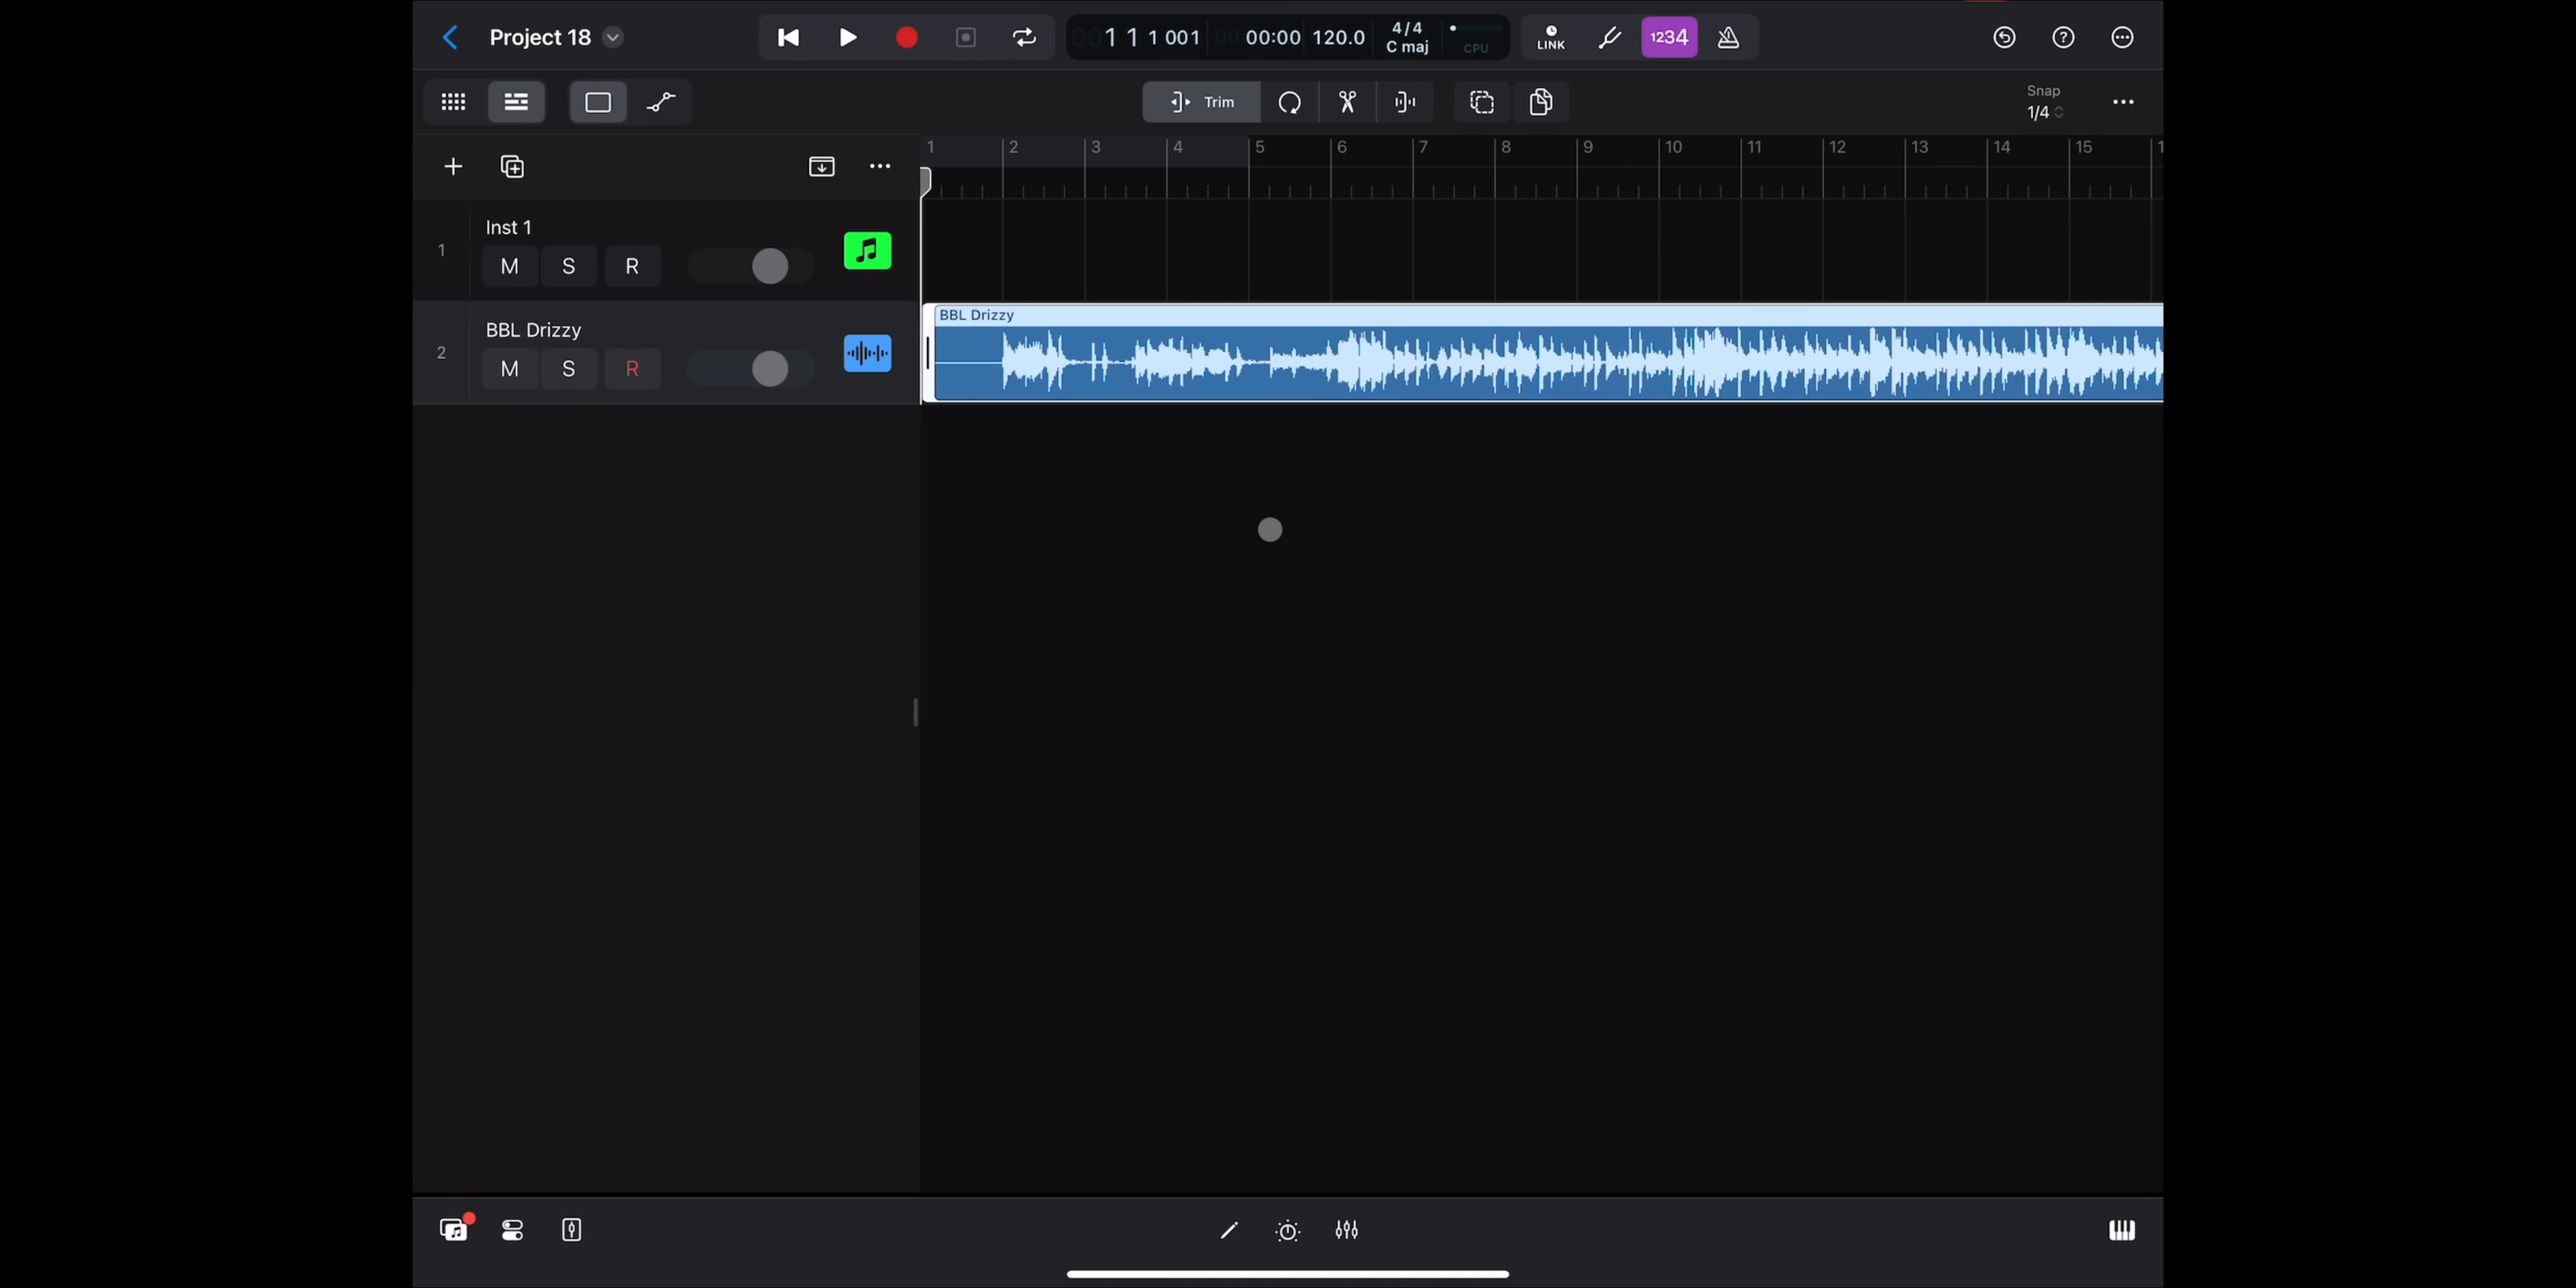 Project 18
1 1 1 001 00:00 120.0 4/4 C maj CPU
LINK
1234
Trim
Snap
1/4
1 2 3 4 5 6 7 8 9 10 11 12 13 14 15
1
Inst 1
M S R
BBL Drizzy
2
BBL Drizzy
M S R